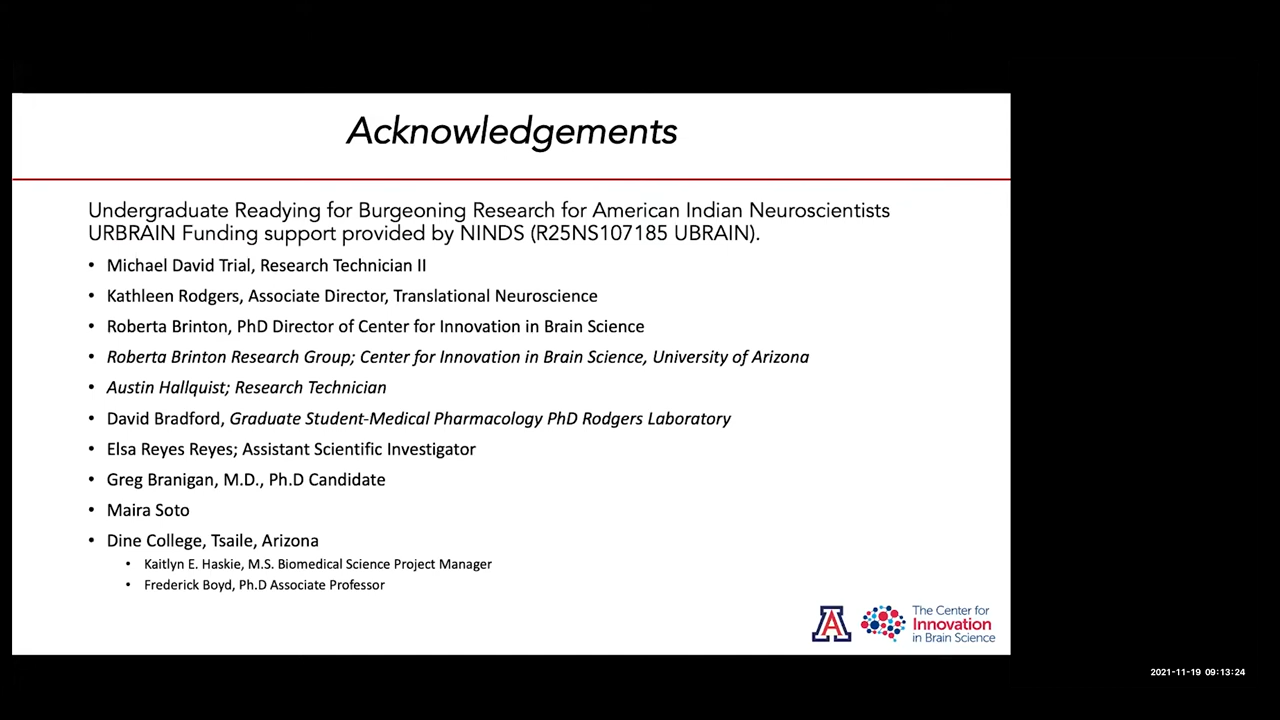 Acknowledgements
Undergraduate Readying for Burgeoning Research for American Indian Neuroscientists
URBRAIN Funding support provided by NINDS (R25NS107185 UBRAIN).
• Michael David Trial, Research Technician II
• Kathleen Rodgers, Associate Director, Translational Neuroscience
• Roberta Brinton, PhD Director of Center for Innovation in Brain Science
• Roberta Brinton Research Group; Center for Innovation in Brain Science, University of Arizona
• Austin Hallquist; Research Technician
• David Bradford, Graduate Student-Medical Pharmacology PhD Rodgers Laboratory
• Elsa Reyes Reyes; Assistant Scientific Investigator
• Greg Branigan, M.D., Ph.D Candidate
• Maira Soto
• Dine College, Tsaile, Arizona
• Kaitlyn E. Haskie, M.S. Biomedical Science Project Manager
• Frederick Boyd, Ph.D Associate Professor
A
The Center for
Innovation
in Brain Science
2021-11-19 09:13:24